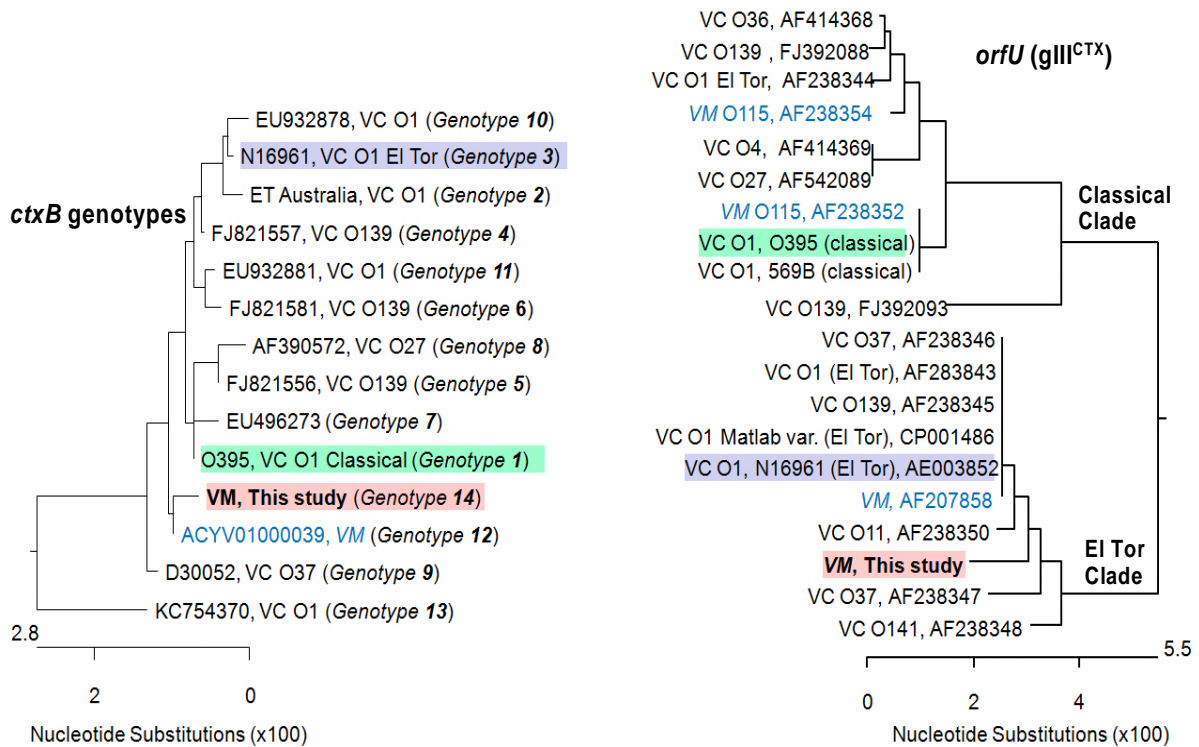 ctxB genotypes
EU932878, VC O1 (Genotype 10)
N16961, VC O1 El Tor (Genotype 3)
ET Australia, VC O1 (Genotype 2)
FJ821557, VC O139 (Genotype 4)
EU932881, VC O1 (Genotype 11)
FJ821581, VC O139 (Genotype 6)
AF390572, VC O27 (Genotype 8)
FJ821556, VC O139 (Genotype 5)
EU496273 (Genotype 7)
O395, VC O1 Classical (Genotype 1)
VM, This study (Genotype 14)
ACYV01000039, VM (Genotype 12)
D30052, VC O37 (Genotype 9)
KC754370, VC O1 (Genotype 13)
2.8
2 0
Nucleotide Substitutions (x100)
orfU (gIIICTX)
VC O36, AF414368
VC O139 , FJ392088
VC O1 El Tor, AF238344
VM O115, AF238354
VC O4, AF414369
VC O27, AF542089
VM O115, AF238352
VC O1, O395 (classical)
VC O1, 569B (classical)
VC O139, FJ392093
Classical
Clade
VC O37, AF238346
VC O1 (El Tor), AF283843
VC O139, AF238345
VC O1 Matlab var. (El Tor), CP001486
VC O1, N16961 (El Tor), AE003852
VM, AF207858
VC O11, AF238350
VM, This study
VC O37, AF238347
VC O141, AF238348
El Tor
Clade
5.5
0 2 4
Nucleotide Substitutions (x100)